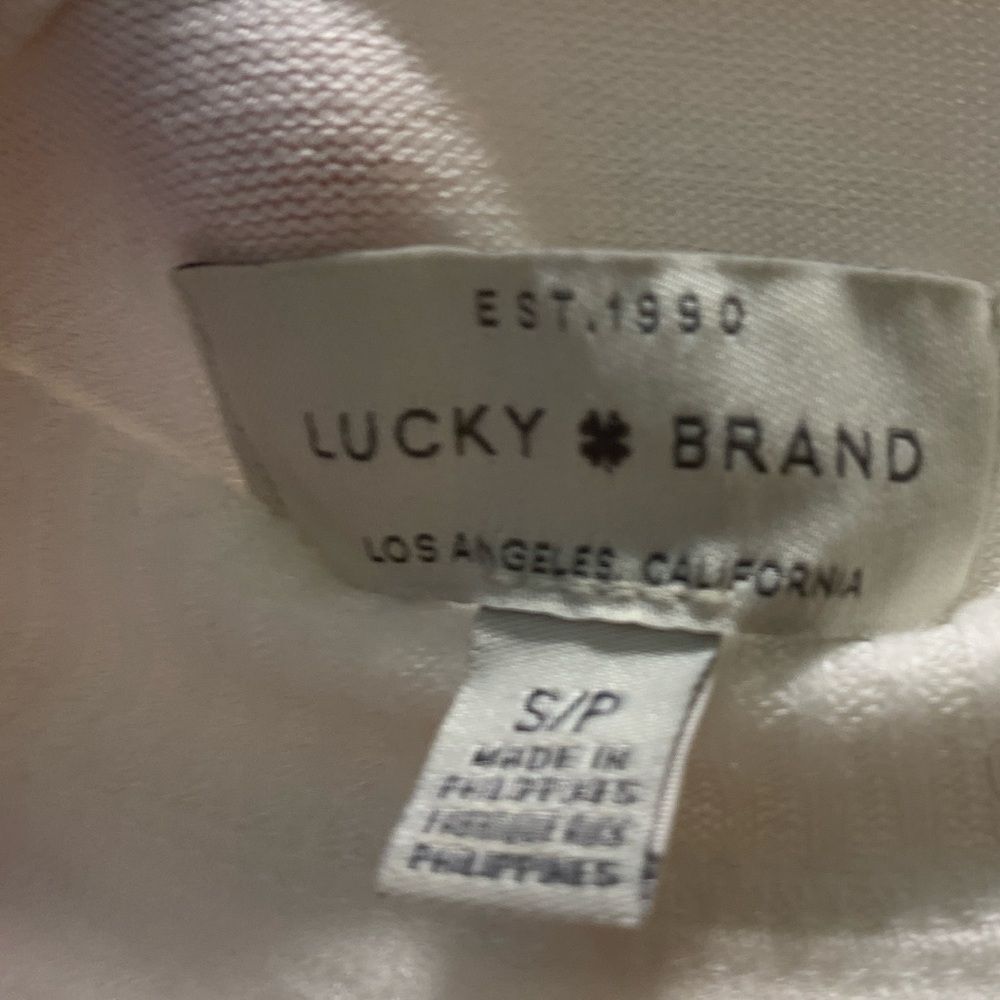 EST. 1990
LUCKY BRAND
LOS ANGELES, CALIFORNIA
S/P
MADE IN
PHILIPPINES
PHILIPPINES